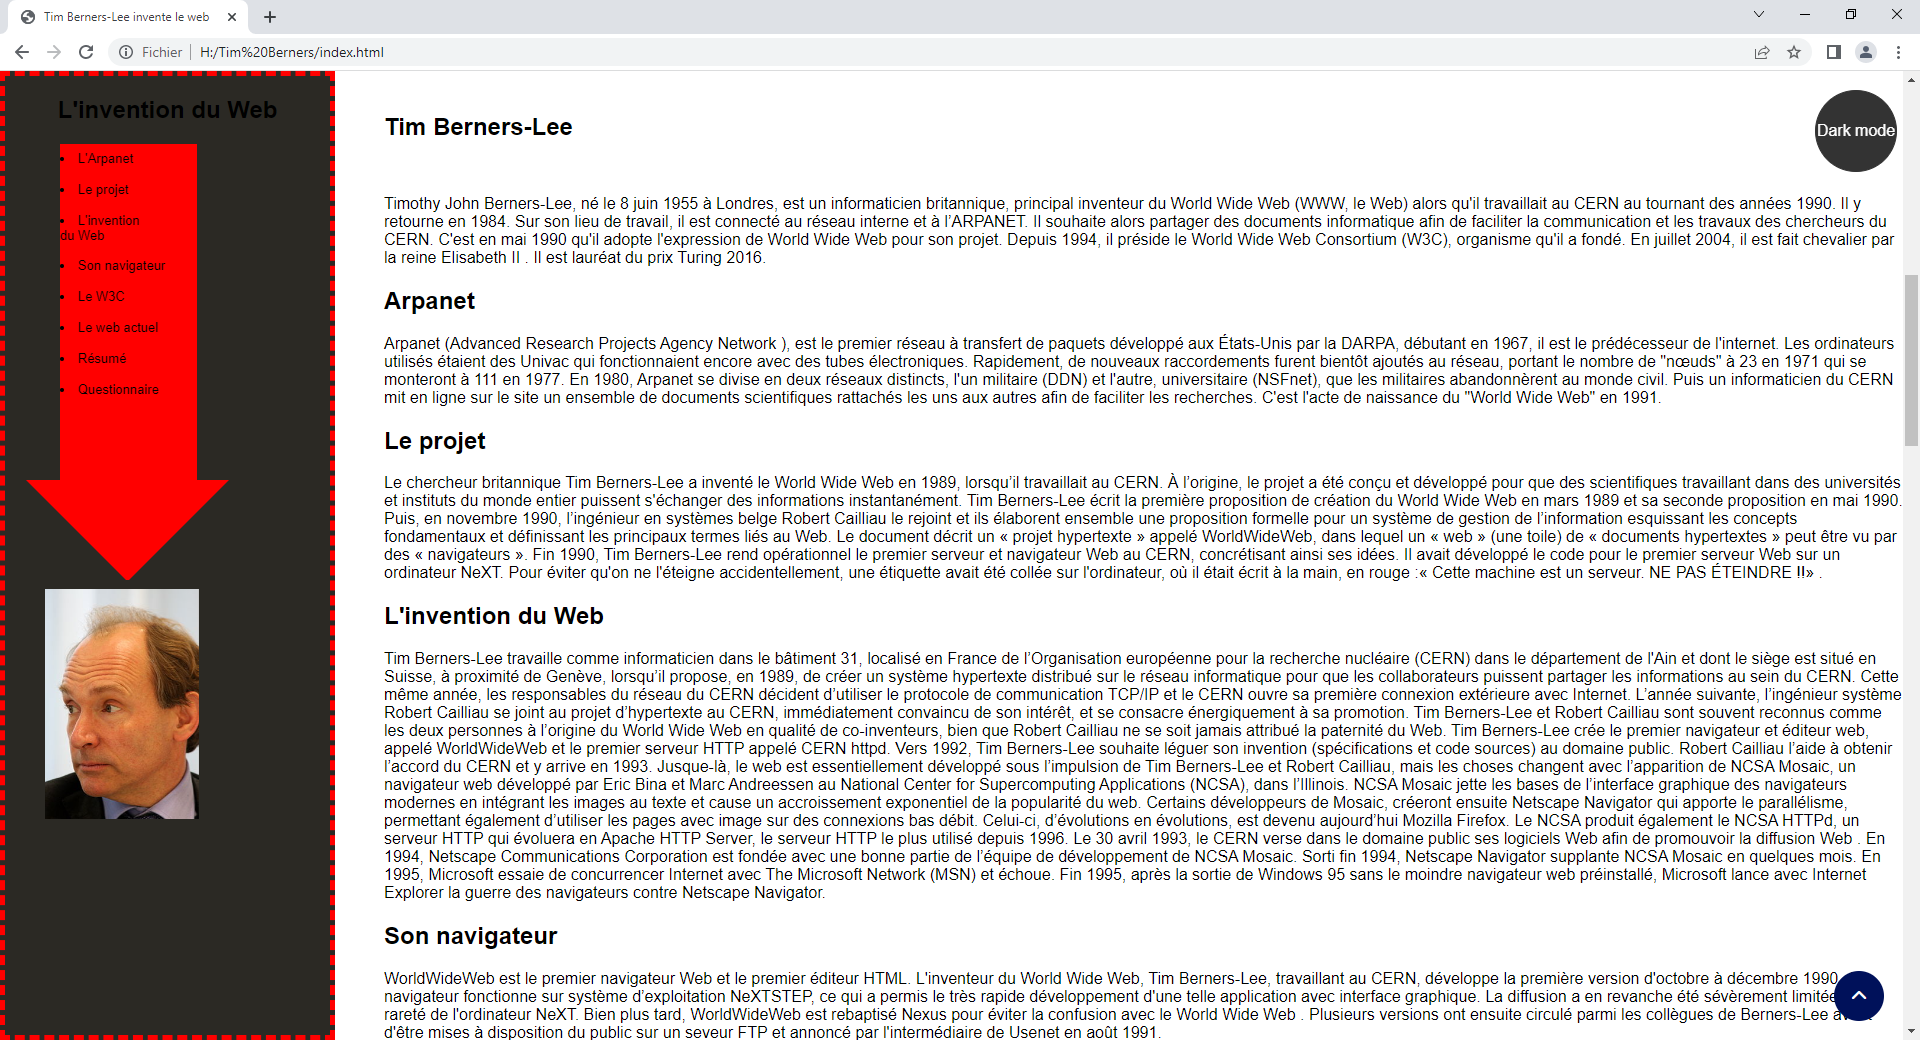 Tim Berners-Lee invente le web
Fichier
H:/Tim%20Berners/index.html
L'invention du Web
L'Arpanet
Le projet
L'invention
du Web
Son navigateur
Le W3C
Le web actuel
Résumé
Questionnaire
Tim Berners-Lee
Dark mode
Timothy John Berners-Lee, né le 8 juin 1955 à Londres, est un informaticien britannique, principal inventeur du World Wide Web (WWW, le Web) alors qu'il travaillait au CERN au tournant des années 1990. Il y
retourne en 1984. Sur son lieu de travail, il est connecté au réseau interne et à l'ARPANET. Il souhaite alors partager des documents informatique afin de faciliter la communication et les travaux des chercheurs du
CERN. C'est en mai 1990 qu'il adopte l'expression de World Wide Web pour son projet. Depuis 1994, il préside le World Wide Web Consortium (W3C), organisme qu'il a fondé. En juillet 2004, il est fait chevalier par
la reine Elisabeth II . Il est lauréat du prix Turing 2016.
Arpanet
Arpanet (Advanced Research Projects Agency Network ), est le premier réseau à transfert de paquets développé aux États-Unis par la DARPA, débutant en 1967, il est le prédécesseur de l'internet. Les ordinateurs
utilisés étaient des Univac qui fonctionnaient encore avec des tubes électroniques. Rapidement, de nouveaux raccordements furent bientôt ajoutés au réseau, portant le nombre de "nœuds" à 23 en 1971 qui se
monteront à 111 en 1977. En 1980, Arpanet se divise en deux réseaux distincts, l'un militaire (DDN) et l'autre, universitaire (NSFnet), que les militaires abandonnèrent au monde civil. Puis un informaticien du CERN
mit en ligne sur le site un ensemble de documents scientifiques rattachés les uns aux autres afin de faciliter les recherches. C'est l'acte de naissance du "World Wide Web" en 1991.
Le projet
Le chercheur britannique Tim Berners-Lee a inventé le World Wide Web en 1989, lorsqu'il travaillait au CERN. À l'origine, le projet a été conçu et développé pour que des scientifiques travaillant dans des universités
et instituts du monde entier puissent s'échanger des informations instantanément. Tim Berners-Lee écrit la première proposition de création du World Wide Web en mars 1989 et sa seconde proposition en mai 1990.
Puis, en novembre 1990, l'ingénieur en systèmes belge Robert Cailliau le rejoint et ils élaborent ensemble une proposition formelle pour un système de gestion de l'information esquissant les concepts
fondamentaux et définissant les principaux termes liés au Web. Le document décrit un « projet hypertexte » appelé WorldWideWeb, dans lequel un « web » (une toile) de « documents hypertextes » peut être vu par
des « navigateurs ». Fin 1990, Tim Berners-Lee rend opérationnel le premier serveur et navigateur Web au CERN, concrétisant ainsi ses idées. Il avait développé le code pour le premier serveur Web sur un
ordinateur NeXT. Pour éviter qu'on ne l'éteigne accidentellement, une étiquette avait été collée sur l'ordinateur, où il était écrit à la main, en rouge :« Cette machine est un serveur. NE PAS ÉTEINDRE !!» .
L'invention du Web
Tim Berners-Lee travaille comme informaticien dans le bâtiment 31, localisé en France de l'Organisation européenne pour la recherche nucléaire (CERN) dans le département de l'Ain et dont le siège est situé en
Suisse, à proximité de Genève, lorsqu'il propose, en 1989, de créer un système hypertexte distribué sur le réseau informatique pour que les collaborateurs puissent partager les informations au sein du CERN. Cette
même année, les responsables du réseau du CERN décident d'utiliser le protocole de communication TCP/IP et le CERN ouvre sa première connexion extérieure avec Internet. L'année suivante, l'ingénieur système
Robert Cailliau se joint au projet d'hypertexte au CERN, immédiatement convaincu de son intérêt, et se consacre énergiquement à sa promotion. Tim Berners-Lee et Robert Cailliau sont souvent reconnus comme
les deux personnes à l'origine du World Wide Web en qualité de co-inventeurs, bien que Robert Cailliau ne se soit jamais attribué la paternité du Web. Tim Berners-Lee crée le premier navigateur et éditeur web,
appelé WorldWideWeb et le premier serveur HTTP appelé CERN httpd. Vers 1992, Tim Berners-Lee souhaite léguer son invention (spécifications et code sources) au domaine public. Robert Cailliau l'aide à obtenir
l'accord du CERN et y arrive en 1993. Jusque-là, le web est essentiellement développé sous l'impulsion de Tim Berners-Lee et Robert Cailliau, mais les choses changent avec l'apparition de NCSA Mosaic, un
navigateur web développé par Eric Bina et Marc Andreessen au National Center for Supercomputing Applications (NCSA), dans l'Illinois. NCSA Mosaic jette les bases de l'interface graphique des navigateurs
modernes en intégrant les images au texte et cause un accroissement exponentiel de la popularité du web. Certains développeurs de Mosaic, créeront ensuite Netscape Navigator qui apporte le parallélisme,
permettant également d'utiliser les pages avec image sur des connexions bas débit. Celui-ci, d'évolutions en évolutions, est devenu aujourd'hui Mozilla Firefox. Le NCSA produit également le NCSA HTTPd, un
serveur HTTP qui évoluera en Apache HTTP Server, le serveur HTTP le plus utilisé depuis 1996. Le 30 avril 1993, le CERN verse dans le domaine public ses logiciels Web afin de promouvoir la diffusion Web . En
1994, Netscape Communications Corporation est fondée avec une bonne partie de l'équipe de développement de NCSA Mosaic. Sorti fin 1994, Netscape Navigator supplante NCSA Mosaic en quelques mois. En
1995, Microsoft essaie de concurrencer Internet avec The Microsoft Network (MSN) et échoue. Fin 1995, après la sortie de Windows 95 sans le moindre navigateur web préinstallé, Microsoft lance avec Internet
Explorer la guerre des navigateurs contre Netscape Navigator.
Son navigateur
WorldWideWeb est le premier navigateur Web et le premier éditeur HTML. L'inventeur du World Wide Web, Tim Berners-Lee, travaillant au CERN, développe la première version d'octobre à décembre 1990
navigateur fonctionne sur système d'exploitation NeXTSTEP, ce qui a permis le très rapide développement d'une telle application avec interface graphique. La diffusion a en revanche été sévèrement limitée
rareté de l'ordinateur NeXT. Bien plus tard, WorldWideWeb est rebaptisé Nexus pour éviter la confusion avec le World Wide Web . Plusieurs versions ont ensuite circulé parmi les collègues de Berners-Lee
d'être mises à disposition du public sur un seveur FTP et annoncé par l'intermédiaire de Usenet en août 1991.